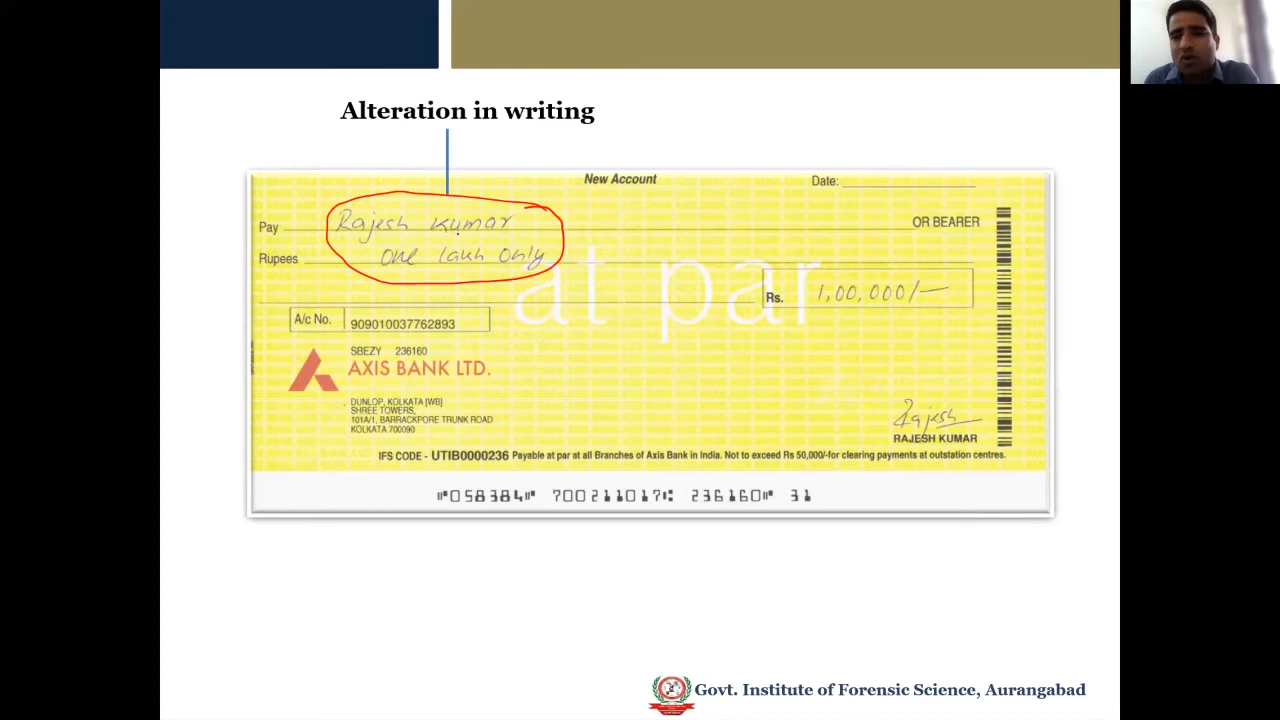 Alteration in writing
New Account
Date:
Pay Rajesh Kumar OR BEARER
Rupees one lakh only
at par
Rs. 1,00,000/-
A/c No. 909010037762893
SBEZY 236160
AXIS BANK LTD.
DUNLOP, KOLKATA [WB]
SHREE TOWERS,
101A/1, BARRACKPORE TRUNK ROAD
KOLKATA 700090
Rajesh
RAJESH KUMAR
IFS CODE - UTIB0000236 Payable at par at all Branches of Axis Bank in India. Not to exceed Rs 50,000/-for clearing payments at outstation centres.
⑈058384⑈ 700211017⑆ 236160⑈ 31
Govt. Institute of Forensic Science, Aurangabad